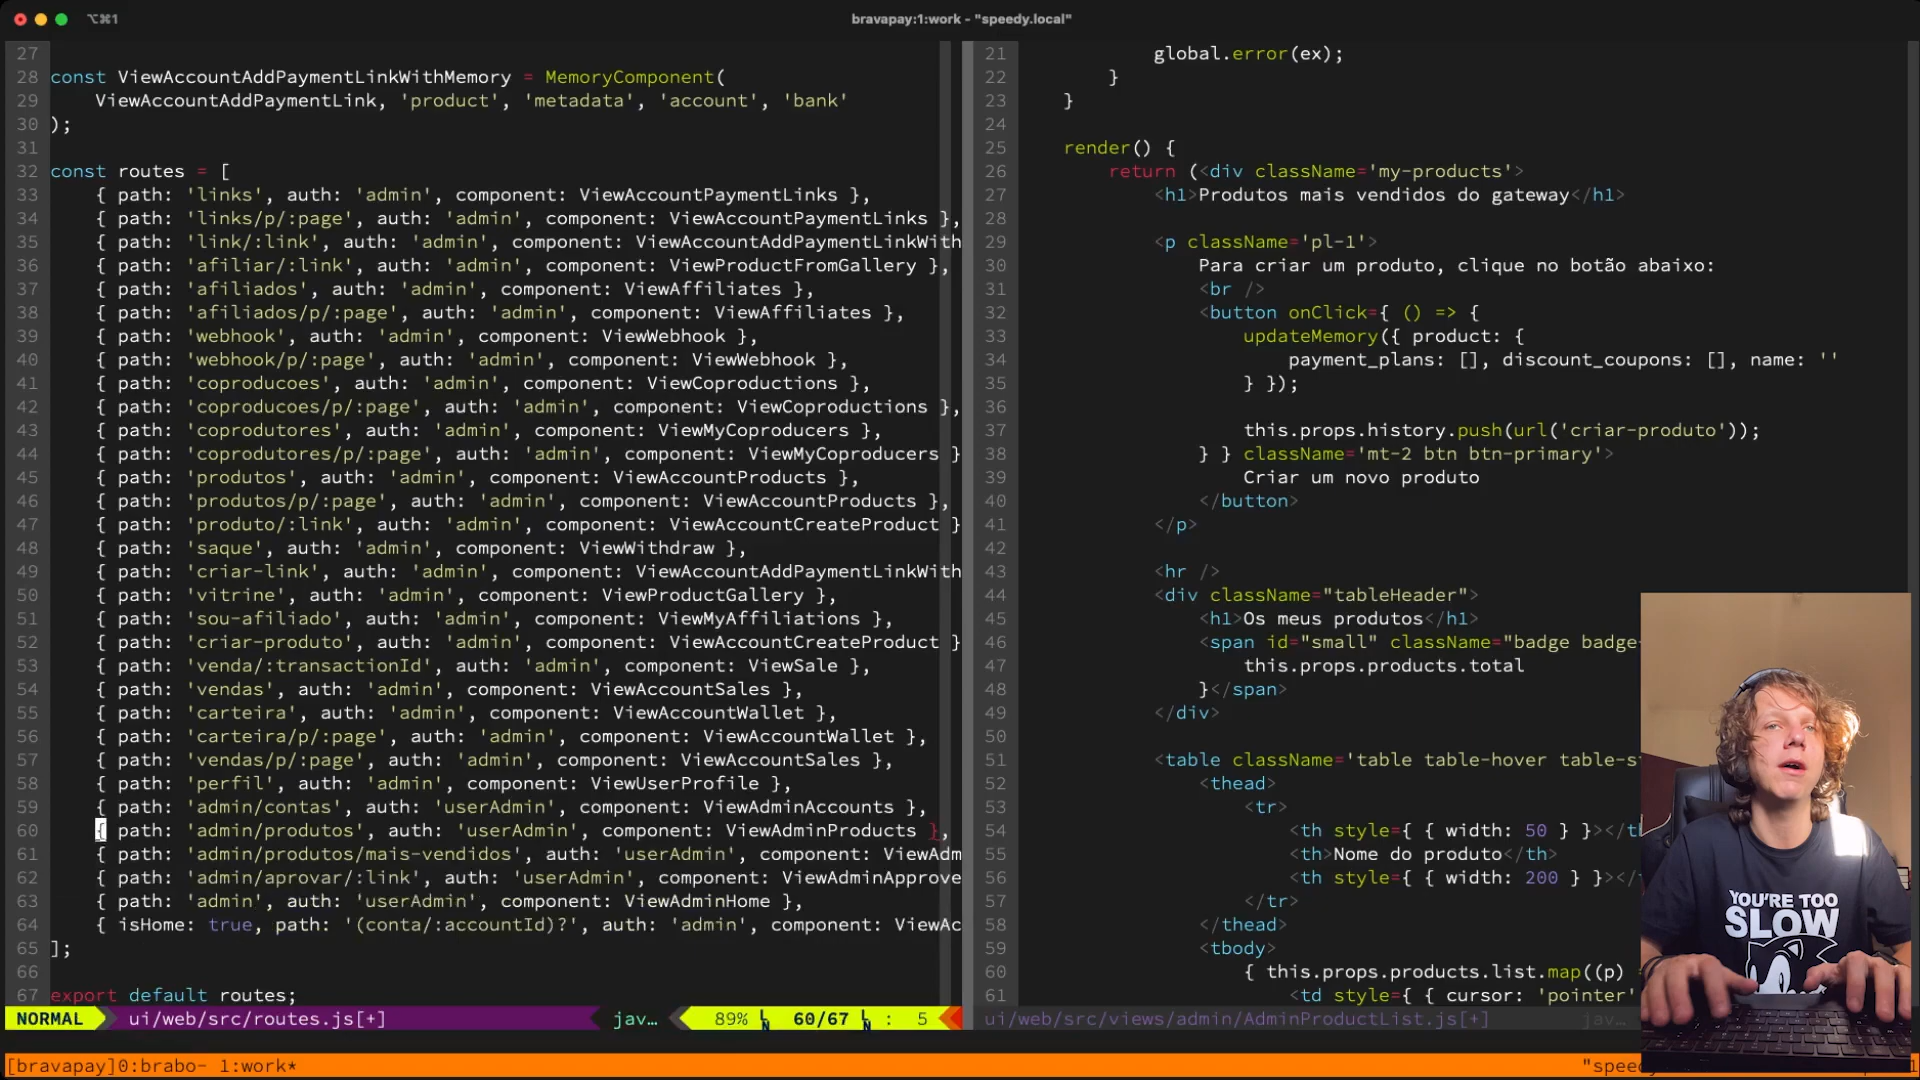 ⌥⌘1
bravapay:1:work - "speedy.local"
27
28 const ViewAccountAddPaymentLinkWithMemory = MemoryComponent(
29     ViewAccountAddPaymentLink, 'product', 'metadata', 'account', 'bank'
30 );
31
32 const routes = [
33     { path: 'links', auth: 'admin', component: ViewAccountPaymentLinks },
34     { path: 'links/p/:page', auth: 'admin', component: ViewAccountPaymentLinks },
35     { path: 'link/:link', auth: 'admin', component: ViewAccountAddPaymentLinkWith
36     { path: 'afiliar/:link', auth: 'admin', component: ViewProductFromGallery },
37     { path: 'afiliados', auth: 'admin', component: ViewAffiliates },
38     { path: 'afiliados/p/:page', auth: 'admin', component: ViewAffiliates },
39     { path: 'webhook', auth: 'admin', component: ViewWebhook },
40     { path: 'webhook/p/:page', auth: 'admin', component: ViewWebhook },
41     { path: 'coproducoes', auth: 'admin', component: ViewCoproductions },
42     { path: 'coproducoes/p/:page', auth: 'admin', component: ViewCoproductions },
43     { path: 'coprodutores', auth: 'admin', component: ViewMyCoproducers },
44     { path: 'coprodutores/p/:page', auth: 'admin', component: ViewMyCoproducers }
45     { path: 'produtos', auth: 'admin', component: ViewAccountProducts },
46     { path: 'produtos/p/:page', auth: 'admin', component: ViewAccountProducts },
47     { path: 'produto/:link', auth: 'admin', component: ViewAccountCreateProduct }
48     { path: 'saque', auth: 'admin', component: ViewWithdraw },
49     { path: 'criar-link', auth: 'admin', component: ViewAccountAddPaymentLinkWith
50     { path: 'vitrine', auth: 'admin', component: ViewProductGallery },
51     { path: 'sou-afiliado', auth: 'admin', component: ViewMyAffiliations },
52     { path: 'criar-produto', auth: 'admin', component: ViewAccountCreateProduct }
53     { path: 'venda/:transactionId', auth: 'admin', component: ViewSale },
54     { path: 'vendas', auth: 'admin', component: ViewAccountSales },
55     { path: 'carteira', auth: 'admin', component: ViewAccountWallet },
56     { path: 'carteira/p/:page', auth: 'admin', component: ViewAccountWallet },
57     { path: 'vendas/p/:page', auth: 'admin', component: ViewAccountSales },
58     { path: 'perfil', auth: 'admin', component: ViewUserProfile },
59     { path: 'admin/contas', auth: 'userAdmin', component: ViewAdminAccounts },
60     { path: 'admin/produtos', auth: 'userAdmin', component: ViewAdminProducts },
61     { path: 'admin/produtos/mais-vendidos', auth: 'userAdmin', component: ViewAdm
62     { path: 'admin/aprovar/:link', auth: 'userAdmin', component: ViewAdminApprove
63     { path: 'admin', auth: 'userAdmin', component: ViewAdminHome },
64     { isHome: true, path: '(conta/:accountId)?', auth: 'admin', component: ViewAc
65 ];
66
67 export default routes;
NORMAL ui/web/src/routes.js[+] jav… 89% 60/67 : 5
21             global.error(ex);
22         }
23     }
24
25     render() {
26         return (<div className='my-products'>
27             <h1>Produtos mais vendidos do gateway</h1>
28
29             <p className='pl-1'>
30                 Para criar um produto, clique no botão abaixo:
31                 <br />
32                 <button onClick={ () => {
33                     updateMemory({ product: {
34                         payment_plans: [], discount_coupons: [], name: ''
35                     } });
36
37                     this.props.history.push(url('criar-produto'));
38                 } } className='mt-2 btn btn-primary'>
39                     Criar um novo produto
40                 </button>
41             </p>
42
43             <hr />
44             <div className="tableHeader">
45                 <h1>Os meus produtos</h1>
46                 <span id="small" className="badge badge-
47                     this.props.products.total
48                 }</span>
49             </div>
50
51             <table className='table table-hover table-s
52                 <thead>
53                     <tr>
54                         <th style={ { width: 50 } }></t
55                         <th>Nome do produto</th>
56                         <th style={ { width: 200 } }></
57                     </tr>
58                 </thead>
59                 <tbody>
60                     { this.props.products.list.map((p)
61                         <td style={ { cursor: 'pointer'
ui/web/src/views/admin/AdminProductList.js[+] jav…
YOU'RE TOO
SLOW
[bravapay]0:brabo- 1:work*
"speed